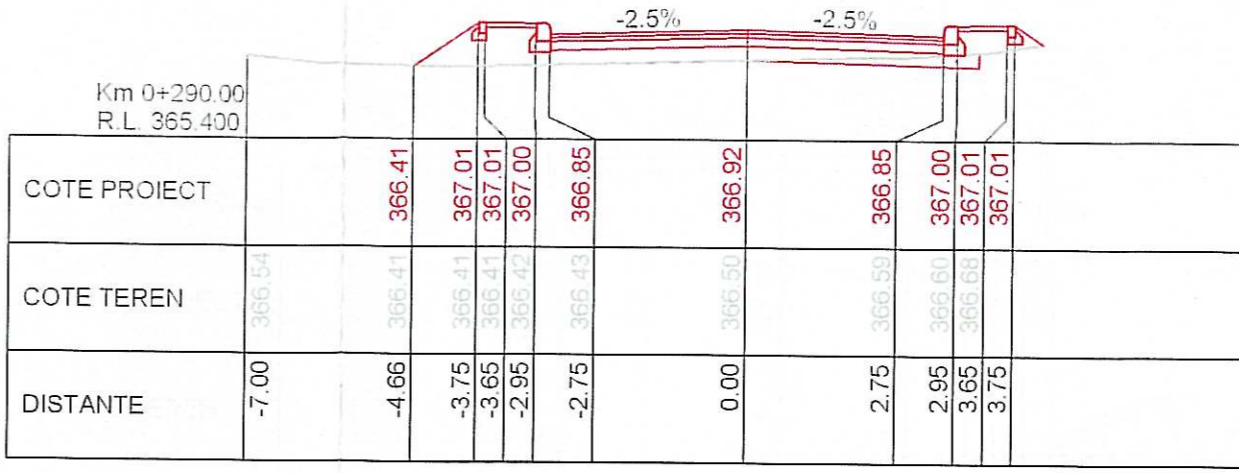 -2.5% -2.5%
Km 0+290.00
R.L. 365.400
COTE PROIECT 366.41 367.01 367.01 367.00 366.85 366.92 366.85 367.00 367.01 367.01
COTE TEREN 366.54 366.41 366.41 366.41 366.42 366.43 366.50 366.59 366.60 366.68
DISTANTE -7.00 -4.66 -3.75 -3.65 -2.95 -2.75 0.00 2.75 2.95 3.65 3.75